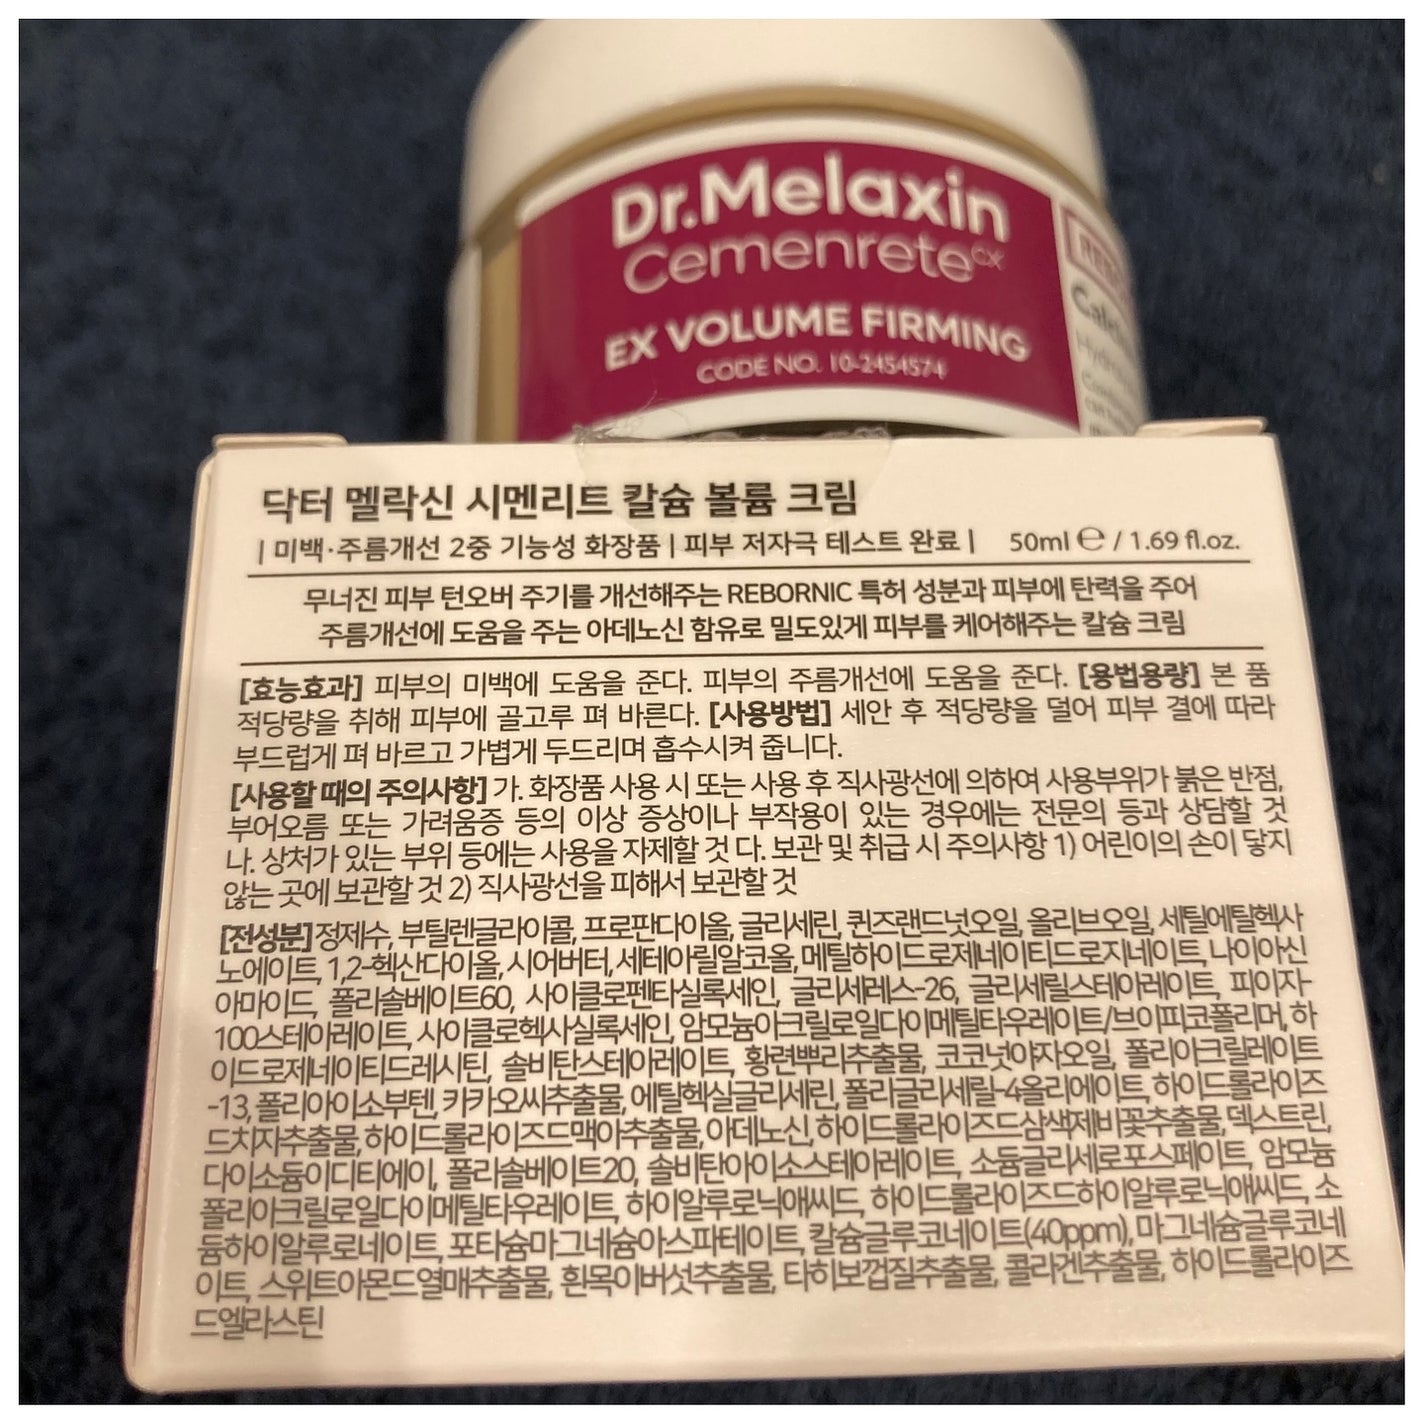 Dr.Melaxin
Cemenrete CX
EX VOLUME FIRMING
CODE NO. 10-2454574
닥터 멜락신 시멘리트 칼슘 볼륨 크림
| 미백·주름개선 2중 기능성 화장품 | 피부 저자극 테스트 완료 | 50ml ℮ / 1.69 fl.oz.
무너진 피부 턴오버 주기를 개선해주는 REBORNIC 특허 성분과 피부에 탄력을 주어
주름개선에 도움을 주는 아데노신 함유로 밀도있게 피부를 케어해주는 칼슘 크림
[효능효과] 피부의 미백에 도움을 준다. 피부의 주름개선에 도움을 준다. [용법용량] 본 품
적당량을 취해 피부에 골고루 펴 바른다. [사용방법] 세안 후 적당량을 덜어 피부 결에 따라
부드럽게 펴 바르고 가볍게 두드리며 흡수시켜 줍니다.
[사용할 때의 주의사항] 가. 화장품 사용 시 또는 사용 후 직사광선에 의하여 사용부위가 붉은 반점,
부어오름 또는 가려움증 등의 이상 증상이나 부작용이 있는 경우에는 전문의 등과 상담할 것
나. 상처가 있는 부위 등에는 사용을 자제할 것 다. 보관 및 취급 시 주의사항 1) 어린이의 손이 닿지
않는 곳에 보관할 것 2) 직사광선을 피해서 보관할 것
[전성분] 정제수, 부틸렌글라이콜, 프로판다이올, 글리세린, 퀸즈랜드넛오일, 올리브오일, 세틸에틸헥사
노에이트, 1,2-헥산다이올, 시어버터, 세테아릴알코올, 메틸하이드로제네이티드로지네이트, 나이아신
아마이드, 폴리솔베이트60, 사이클로펜타실록세인, 글리세레스-26, 글리세릴스테아레이트, 피이자-
100스테아레이트, 사이클로헥사실록세인, 암모늄아크릴로일다이메틸타우레이트/브이피코폴리머, 하
이드로제네이티드레시틴, 솔비탄스테아레이트, 황련뿌리추출물, 코코넛야자오일, 폴리아크릴레이트
-13, 폴리아이소부텐, 카카오씨추출물, 에틸헥실글리세린, 폴리글리세릴-4올리에이트, 하이드롤라이즈
드치자추출물, 하이드롤라이즈드맥아추출물, 아데노신, 하이드롤라이즈드삼색제비꽃추출물, 덱스트린,
다이소듐이디티에이, 폴리솔베이트20, 솔비탄아이소스테아레이트, 소듐글리세로포스페이트, 암모늄
폴리아크릴로일다이메틸타우레이트, 하이알루로닉애씨드, 하이드롤라이즈드하이알루로닉애씨드, 소
듐하이알루로네이트, 포타슘마그네슘아스파테이트, 칼슘글루코네이트(40ppm), 마그네슘글루코네
이트, 스위트아몬드열매추출물, 흰목이버섯추출물, 타히보껍질추출물, 콜라겐추출물, 하이드롤라이즈
드엘라스틴